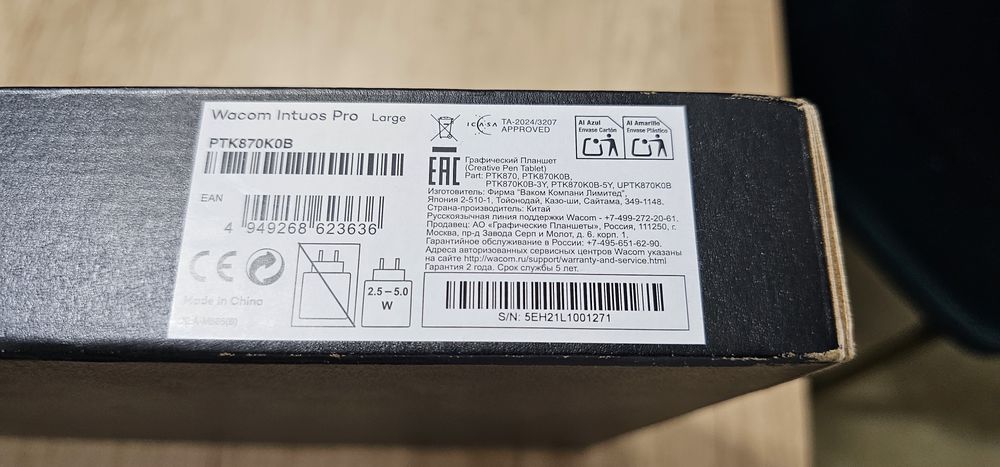 Wacom Intuos Pro Large
PTK870K0B
EAN
4 949268 623636
CE
Made in China
2.5 – 5.0
W
ICASA TA-2024/3207
APPROVED
Al Azul
Envase Cartón
Al Amarillo
Envase Plástico
EAC
Графический Планшет
(Creative Pen Tablet)
Part: PTK870, PTK870K0B,
PTK870K0B-3Y, PTK870K0B-5Y, UPTK870K0B
Изготовитель: Фирма "Ваком Компани Лимитед",
Япония 2-510-1, Тойонодай, Казо-ши, Сайтама, 349-1148.
Страна-производитель: Китай
Русскоязычная линия поддержки Wacom - +7-499-272-20-61.
Продавец: АО «Графические Планшеты», Россия, 111250, г.
Москва, пр-д Завода Серп и Молот, д. 6. корп. 1.
Гарантийное обслуживание в России: +7-495-651-62-90.
Адреса авторизованных сервисных центров Wacom указаны
на сайте http://wacom.ru/support/warranty-and-service.html
Гарантия 2 года. Срок службы 5 лет.
S/N: 5EH21L1001271